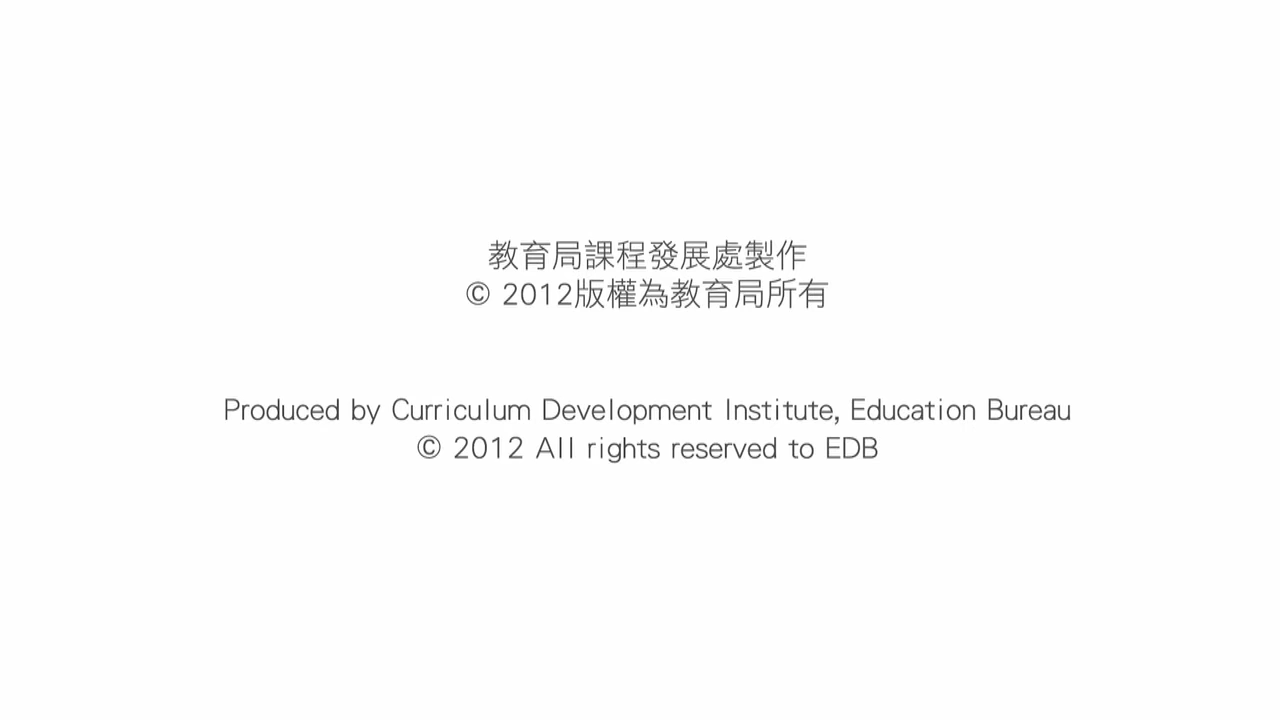 教育局課程發展處製作
© 2012版權為教育局所有
Produced by Curriculum Development Institute, Education Bureau
© 2012 All rights reserved to EDB